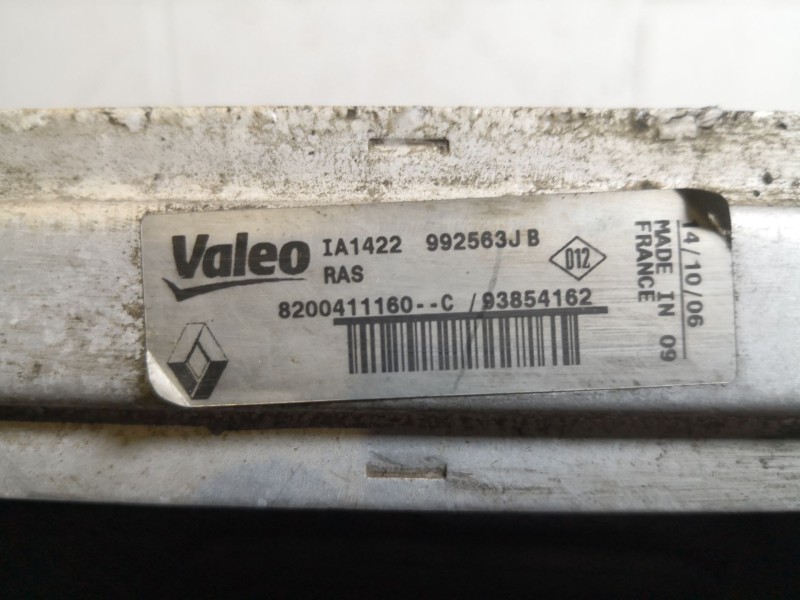 Valeo IA1422 992563J B
RAS
D12
8200411160--C / 93854162
14/10/06
MADE IN 09
FRANCE